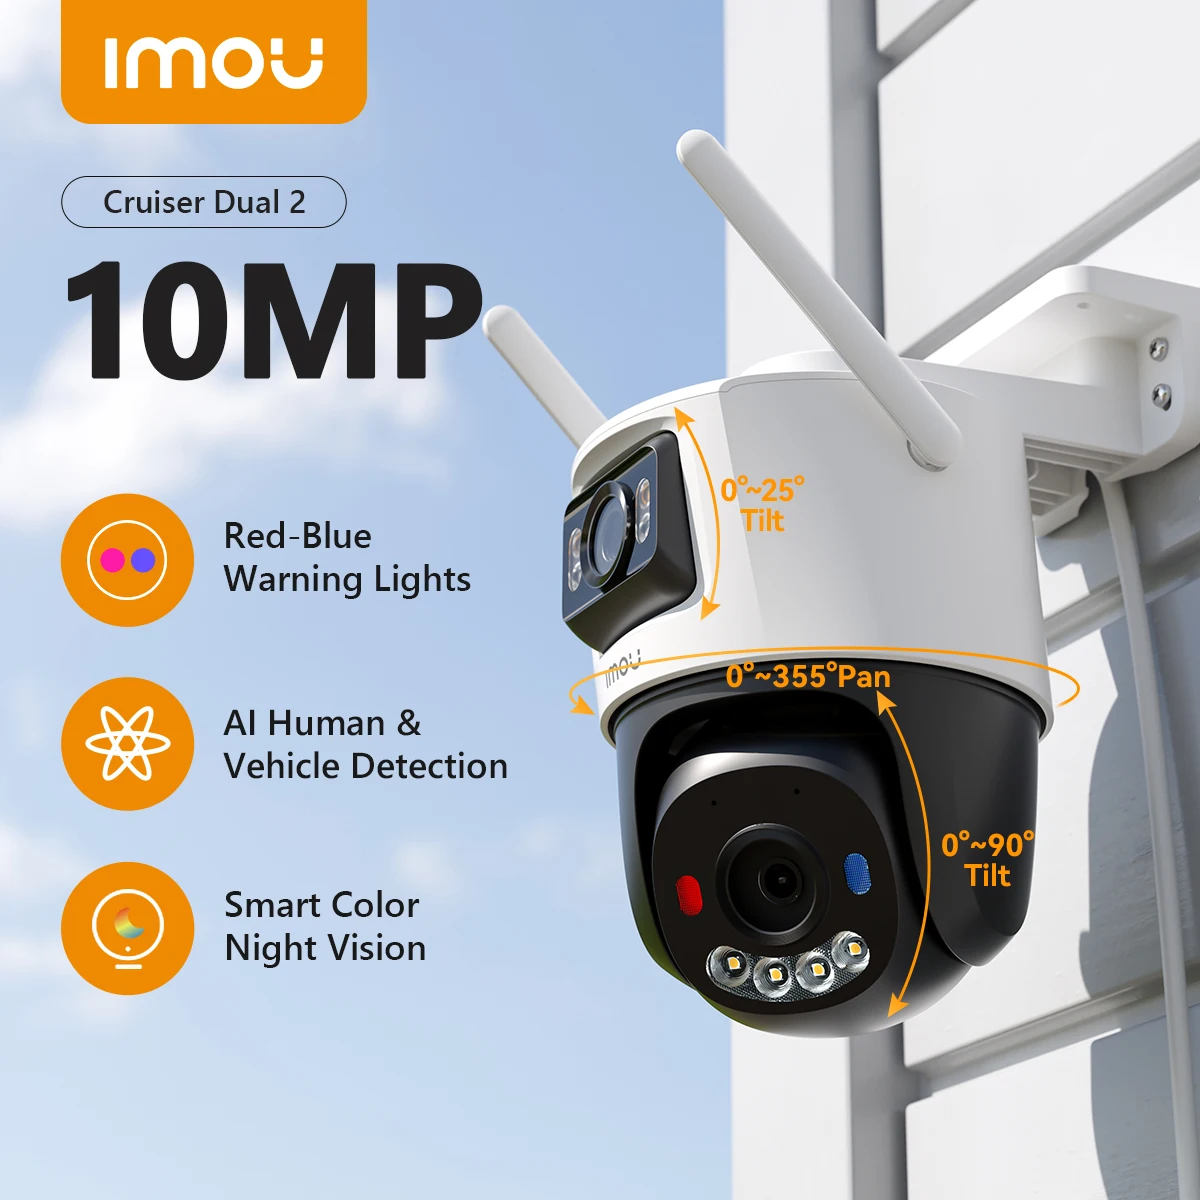 imou
Cruiser Dual 2
10MP
Red-Blue
Warning Lights
AI Human &
Vehicle Detection
Smart Color
Night Vision
0°~25°
Tilt
imou
0°~355°Pan
0°~90°
Tilt